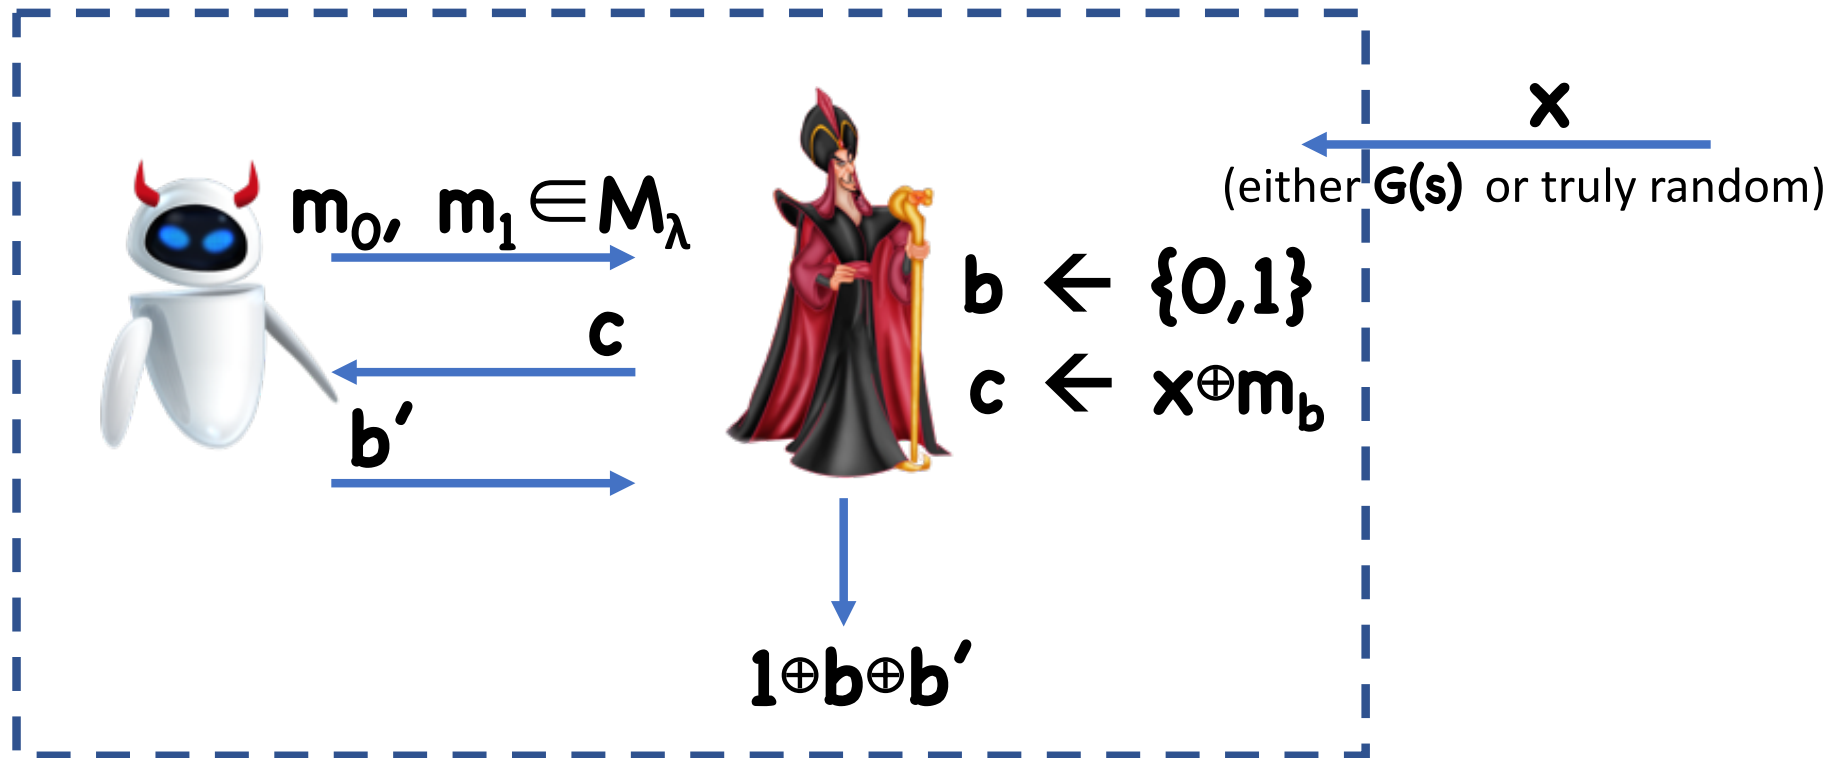 x
(either G(s) or truly random)
m₀, m₁ ∈ M_λ
b ← {0,1}
c
c ← x⊕m_b
b′
1⊕b⊕b′